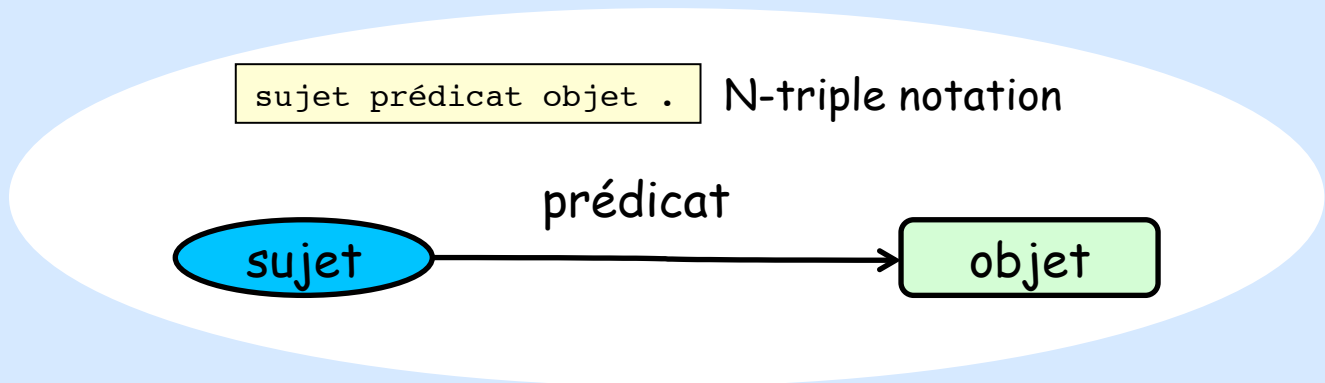 sujet prédicat objet .
N-triple notation
prédicat
sujet
objet